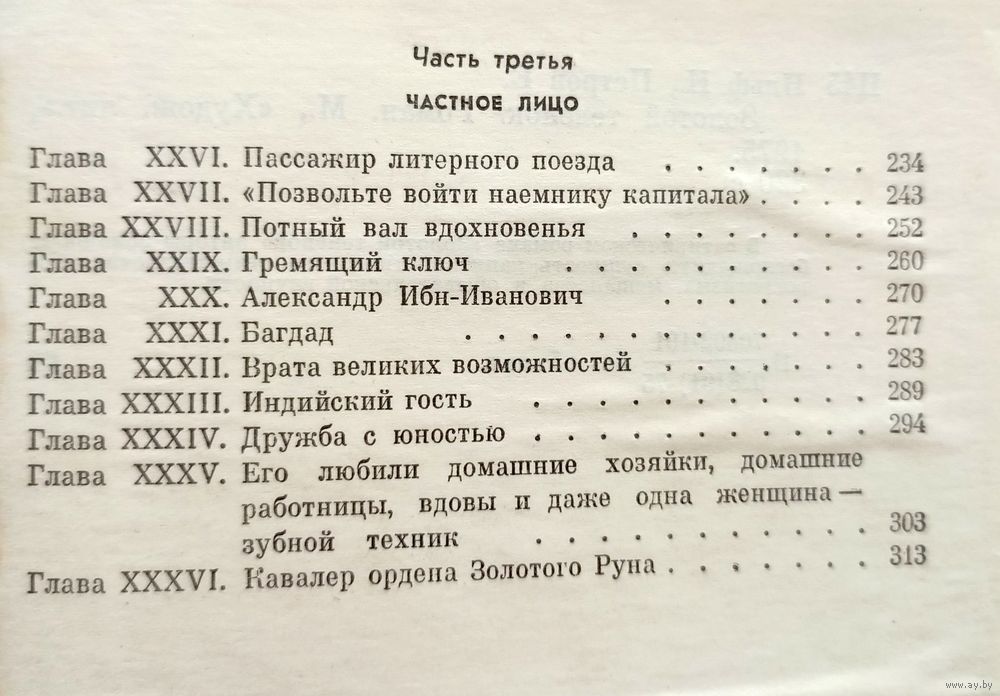 Часть третья
ЧАСТНОЕ ЛИЦО
Глава XXVI. Пассажир литерного поезда . . . . . . . 234
Глава XXVII. «Позвольте войти наемнику капитала» . . . . 243
Глава XXVIII. Потный вал вдохновенья . . . . . . . . 252
Глава XXIX. Гремящий ключ . . . . . . . . . . 260
Глава XXX. Александр Ибн-Иванович . . . . . . . 270
Глава XXXI. Багдад . . . . . . . . . . . . . 277
Глава XXXII. Врата великих возможностей . . . . . . . 283
Глава XXXIII. Индийский гость . . . . . . . . . . . 289
Глава XXXIV. Дружба с юностью . . . . . . . . . . . 294
Глава XXXV. Его любили домашние хозяйки, домашние
работницы, вдовы и даже одна женщина —
зубной техник . . . . . . . . . . . 303
Глава XXXVI. Кавалер ордена Золотого Руна . . . . . . . 313
www.ay.by